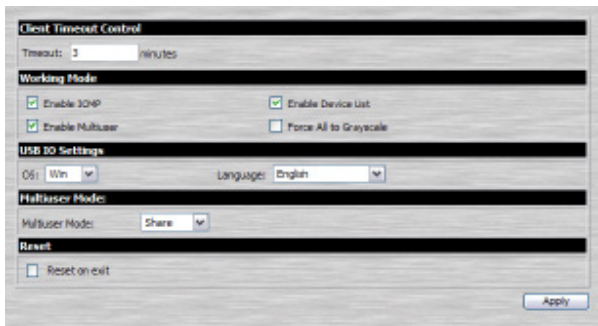 Client Timeout Control
Timeout: 3 minutes
Working Mode
Enable ICMP Enable Device List
Enable Multiuser Force All to Grayscale
USB IO Settings
OS: Win Language: English
Multiuser Mode:
Multiuser Mode: Share
Reset
Reset on exit
Apply